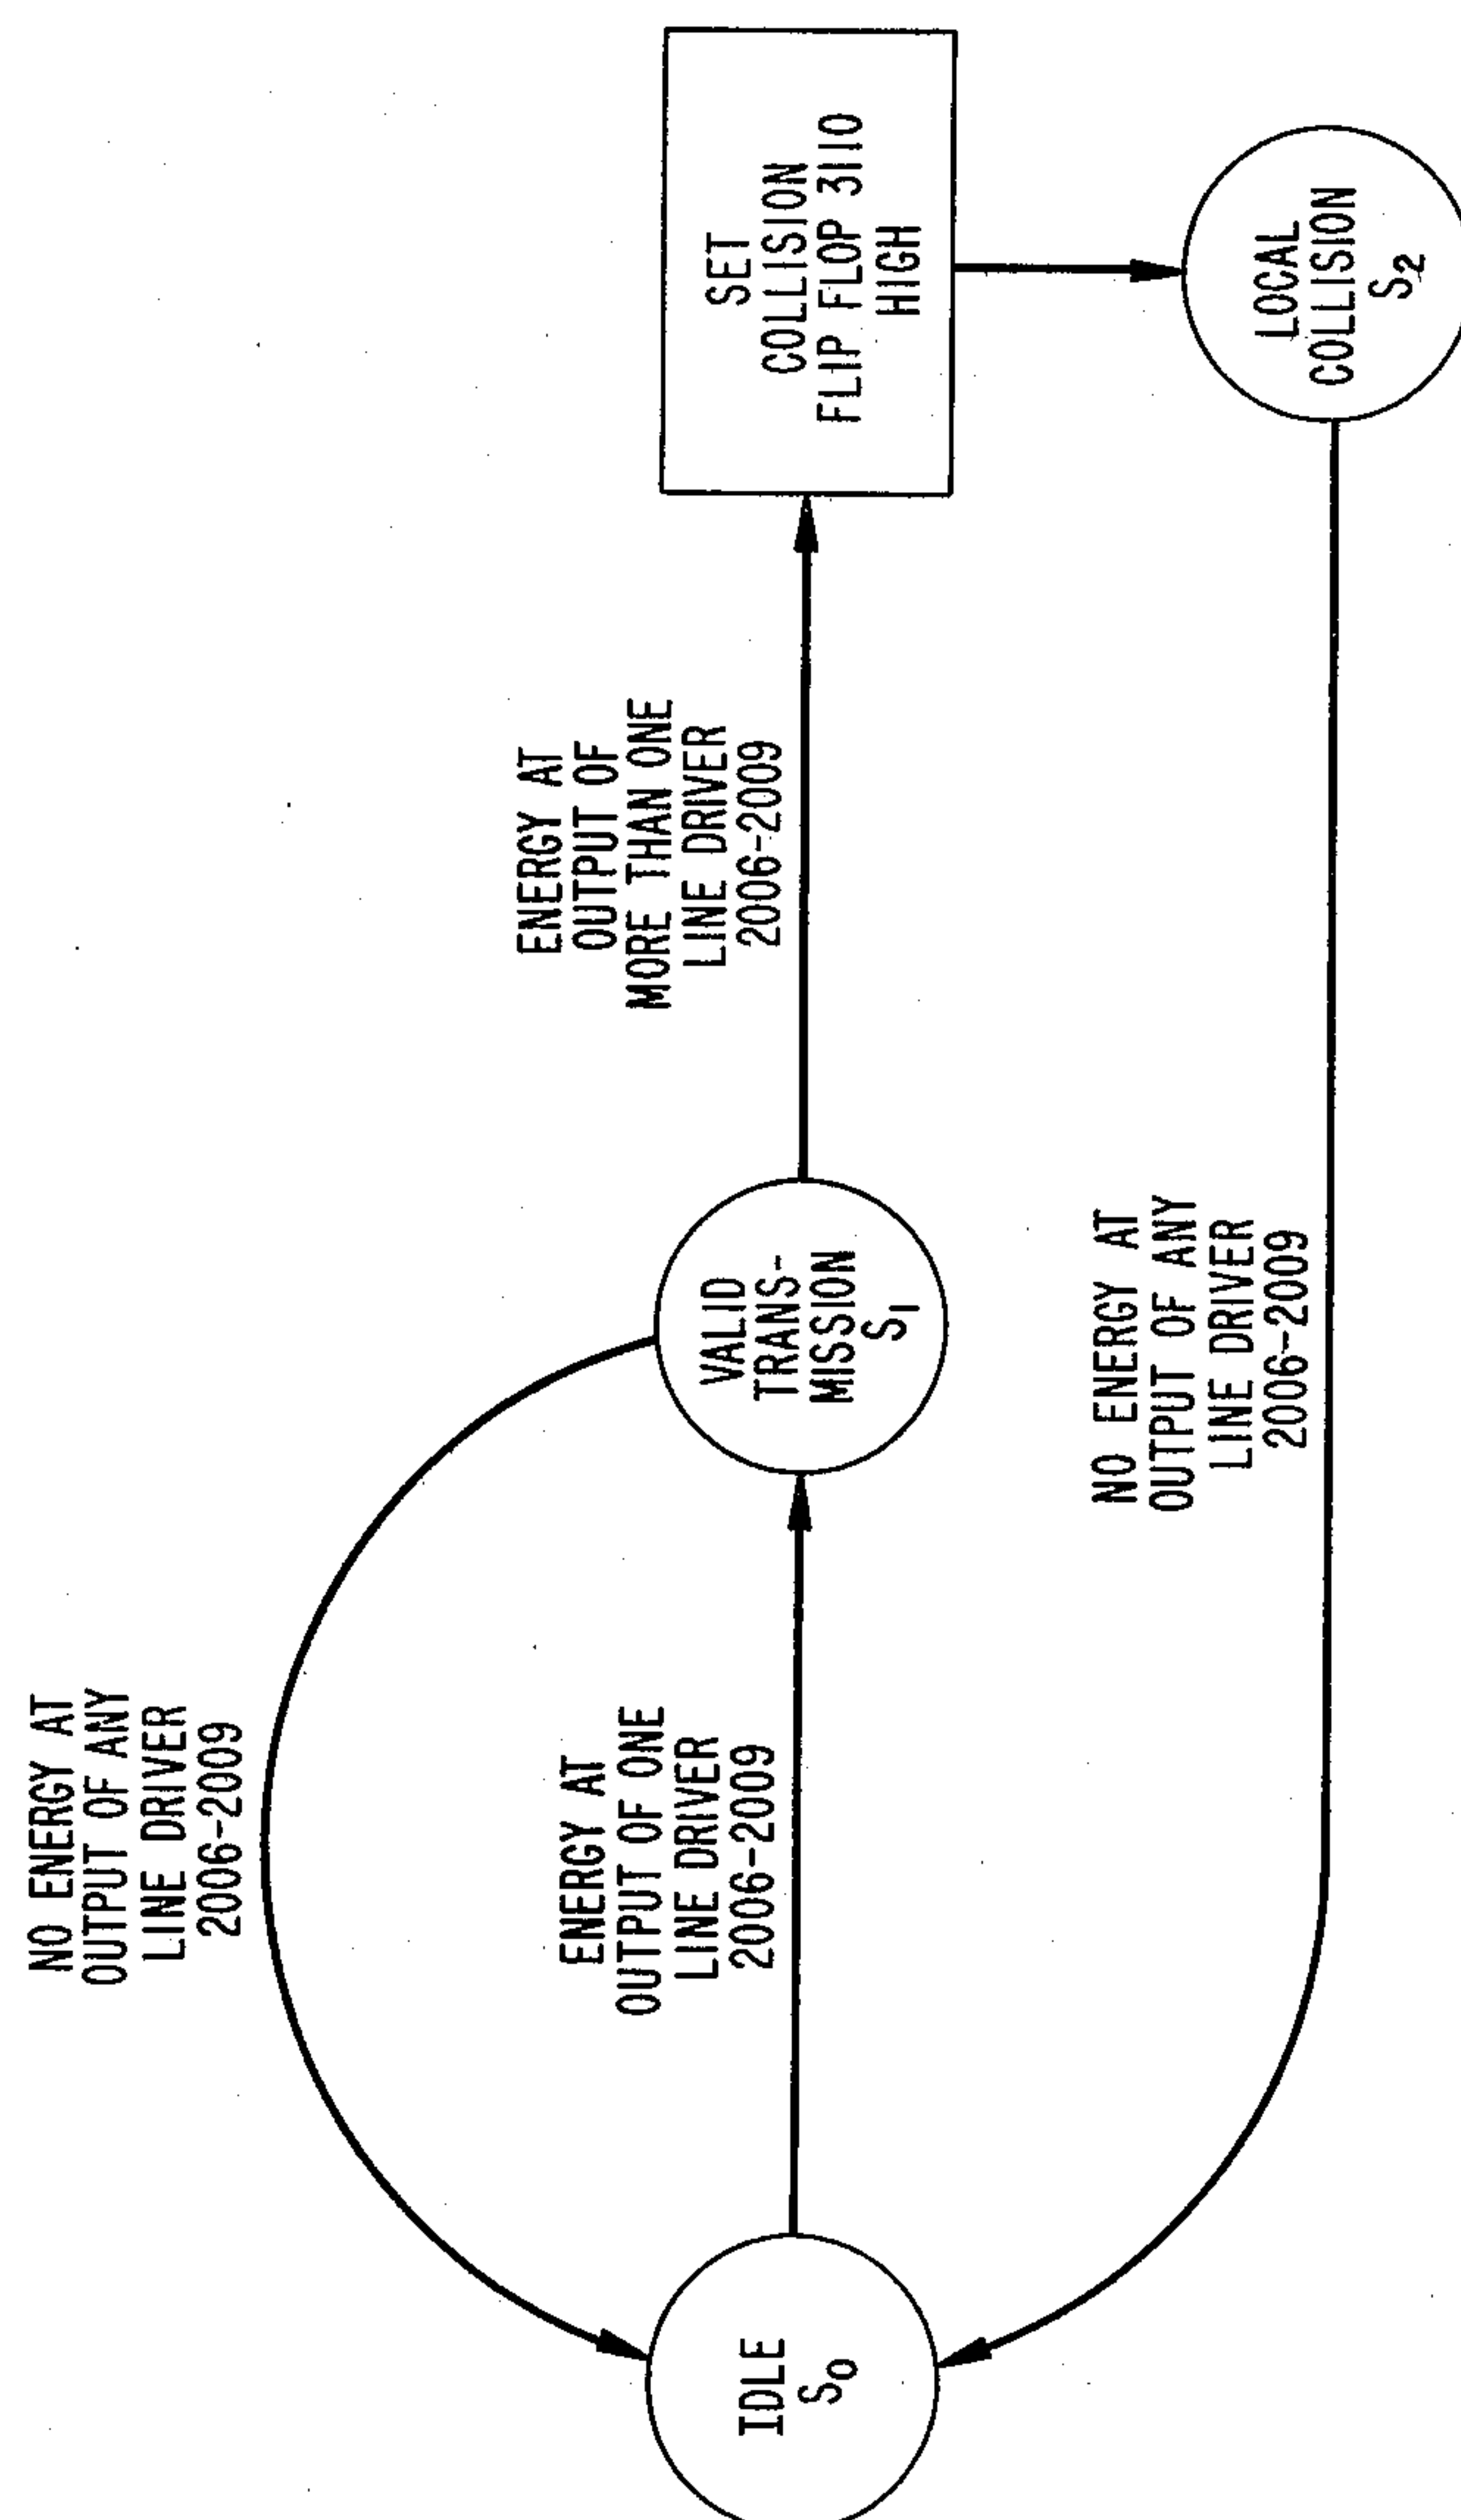 NO ENERGY AT
OUTPUT OF ANY
LINE DRIVER
2006-2009
IDLE
S0
ENERGY AT
OUTPUT OF ONE
LINE DRIVER
2006-2009
VALID
TRANS-
MISSION
S1
ENERGY AT
OUTPUT OF
MORE THAN ONE
LINE DRIVER
2006-2009
SET
COLLISION
FLIP FLOP 3110
HIGH
NO ENERGY AT
OUTPUT OF ANY
LINE DRIVER
2006-2009
LOCAL
COLLISION
S2